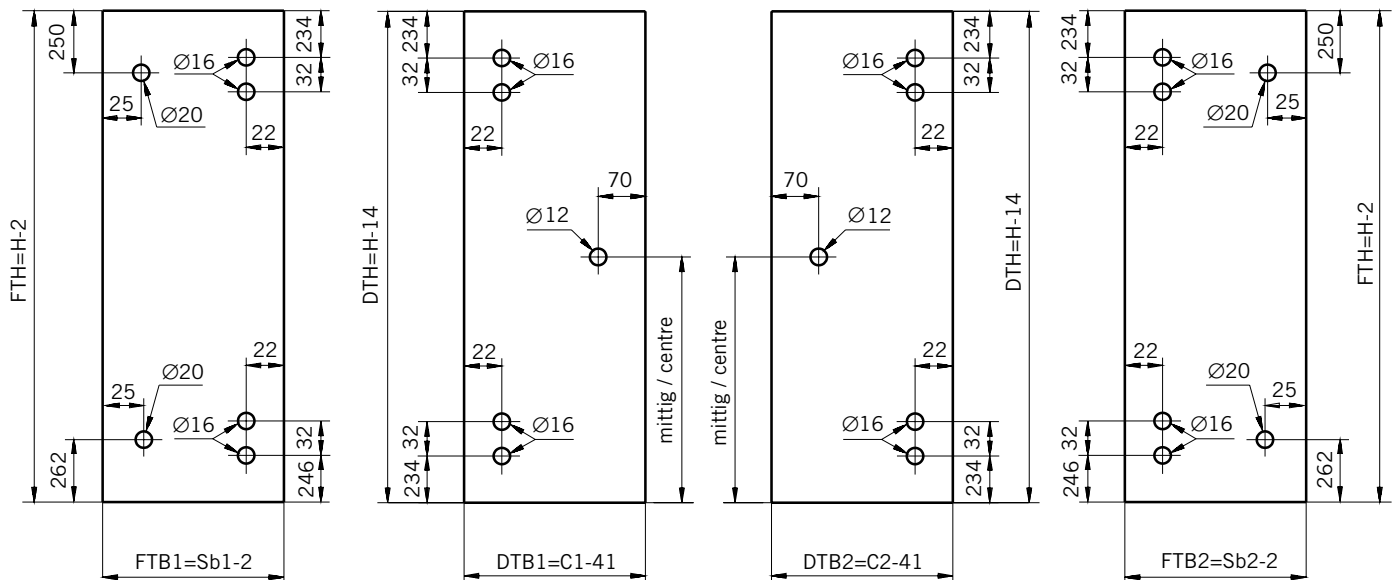 FTH=H-2
250
25
Ø20
Ø16
234
32
22
25
Ø20
262
Ø16
22
32
246
FTB1=Sb1-2
DTH=H-14
234
32
Ø16
22
70
Ø12
22
32
234
Ø16
mittig / centre
DTB1=C1-41
Ø16
234
32
22
70
Ø12
mittig / centre
DTH=H-14
22
Ø16
32
234
DTB2=C2-41
234
32
Ø16
22
250
25
Ø20
FTH=H-2
22
Ø16
32
246
Ø20
25
262
FTB2=Sb2-2